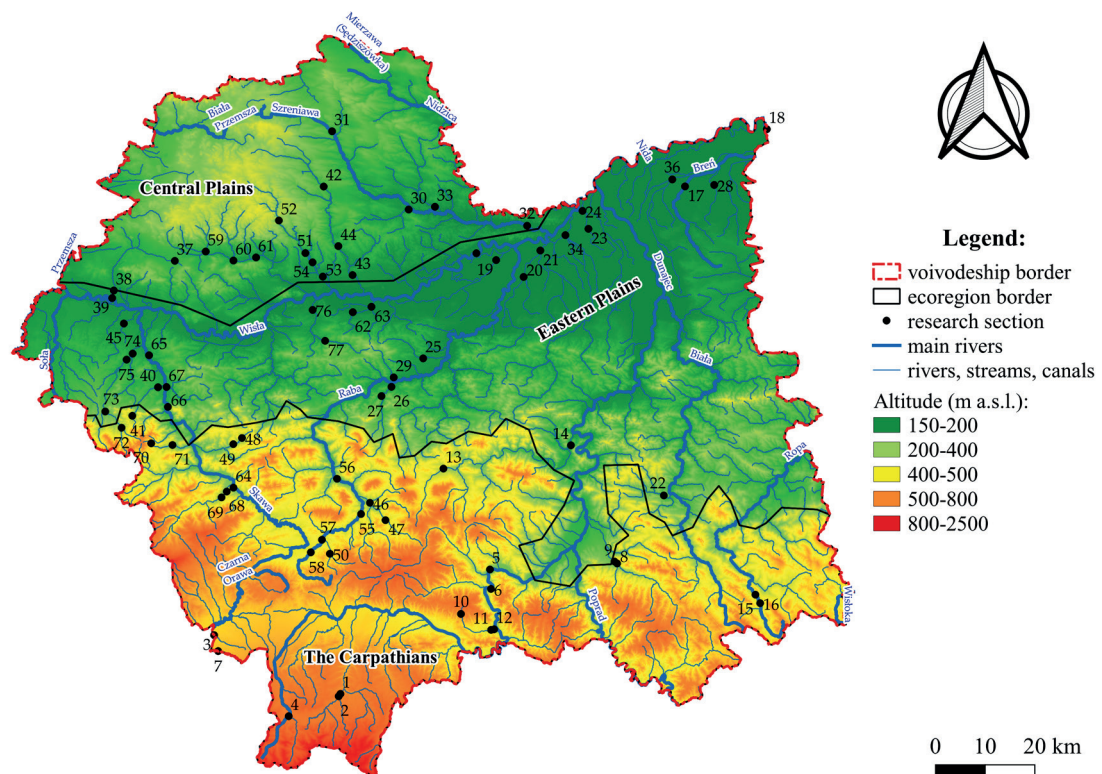 Mierzawa
(Sędziszówka)
Nidzica
Biała
Przemsza
Szreniawa
31
18
Nida
36
Breń
17
28
42
Central Plains
30
33
52
32
24
23
34
59
37
60
61
51
44
54
53
43
19
21
20
Przemsza
38
39
Dunajec
Eastern Plains
Wisła
76
62
63
45
74
75
65
77
Soła
25
Biała
40
67
29
Raba
27
26
66
73
41
72
70
71
48
49
14
13
Ropa
64
56
22
69
68
Skawa
46
55
47
57
58
50
Czarna
Orawa
5
6
9
8
10
11
12
Poprad
15
16
Wisłoka
3
7
The Carpathians
1
2
4
Legend:
voivodeship border
ecoregion border
research section
main rivers
rivers, streams, canals
Altitude (m a.s.l.):
150-200
200-400
400-500
500-800
800-2500
0 10 20 km